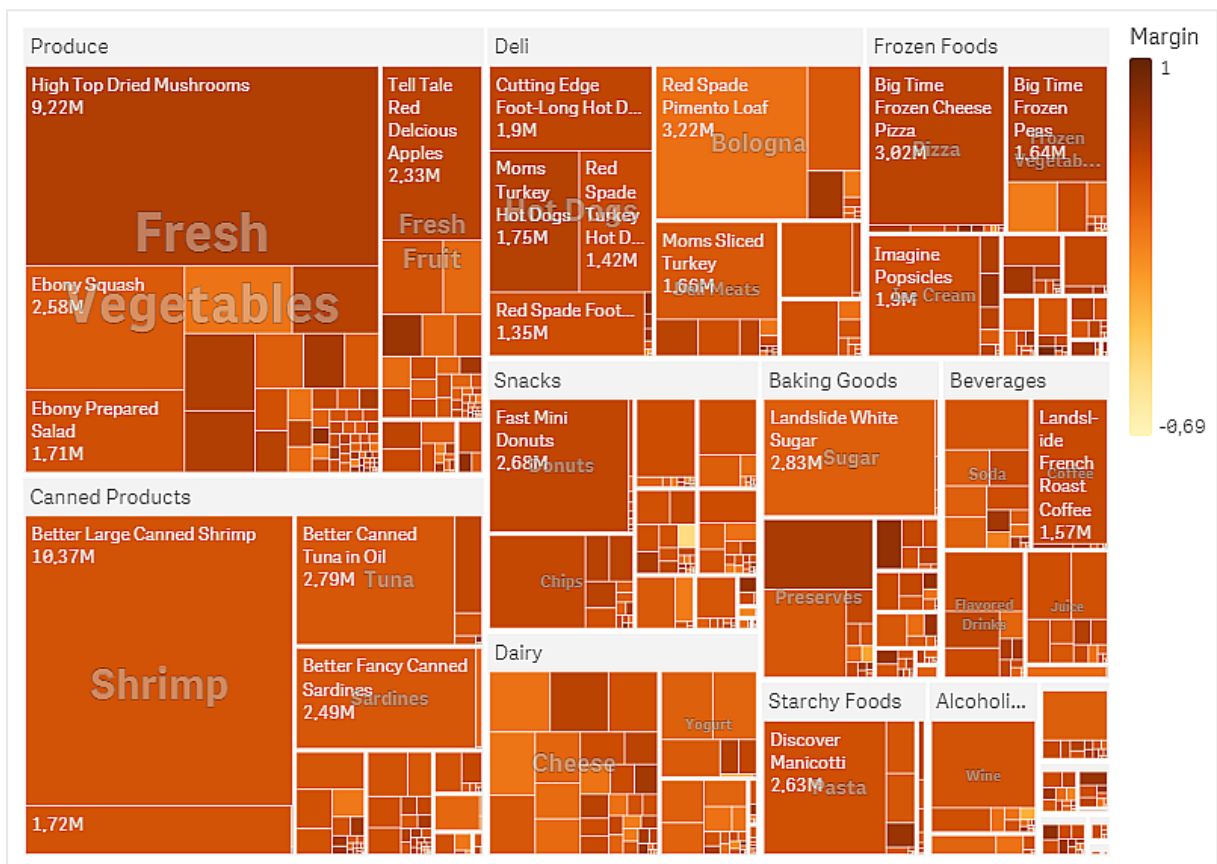 Produce
High Top Dried Mushrooms
9,22M
Tell Tale
Red
Delcious
Apples
2,33M
Fresh
Vegetables
Fresh
Fruit
Ebony Squash
2,58M
Ebony Prepared
Salad
1,71M
Canned Products
Better Large Canned Shrimp
10,37M
Shrimp
1,72M
Better Canned
Tuna in Oil
2,79M
Tuna
Better Fancy Canned
Sardines
2,49M
Sardines
Deli
Cutting Edge
Foot-Long Hot D...
1,9M
Moms
Turkey
Hot Dogs
1,75M
Red
Spade
Turkey
Hot D...
1,42M
Hot Dogs
Red Spade Foot...
1,35M
Red Spade
Pimento Loaf
3,22M
Bologna
Moms Sliced
Turkey
1,66M
Deli Meats
Frozen Foods
Big Time
Frozen Cheese
Pizza
3,02M
Pizza
Big Time
Frozen
Peas
1,64M
Frozen
Vegetab...
Imagine
Popsicles
1,9M
Ice Cream
Snacks
Fast Mini
Donuts
2,68M
Donuts
Chips
Dairy
Cheese
Yogurt
Baking Goods
Landslide White
Sugar
2,83M
Sugar
Preserves
Beverages
Soda
Landsl-
ide
French
Roast
Coffee
1,57M
Coffee
Flavored
Drinks
Juice
Starchy Foods
Discover
Manicotti
2,63M
Pasta
Alcoholi...
Wine
Margin
1
-0,69